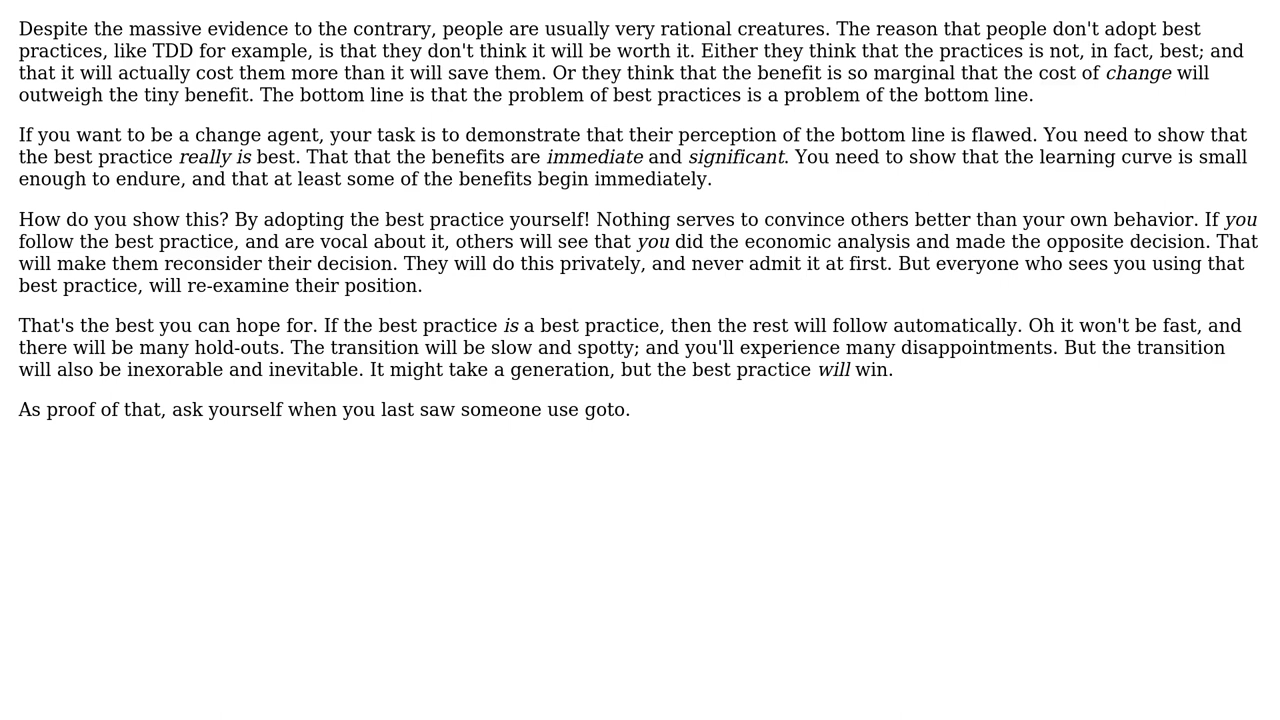 Despite the massive evidence to the contrary, people are usually very rational creatures. The reason that people don't adopt best
practices, like TDD for example, is that they don't think it will be worth it. Either they think that the practices is not, in fact, best; and
that it will actually cost them more than it will save them. Or they think that the benefit is so marginal that the cost of change will
outweigh the tiny benefit. The bottom line is that the problem of best practices is a problem of the bottom line.
If you want to be a change agent, your task is to demonstrate that their perception of the bottom line is flawed. You need to show that
the best practice really is best. That that the benefits are immediate and significant. You need to show that the learning curve is small
enough to endure, and that at least some of the benefits begin immediately.
How do you show this? By adopting the best practice yourself! Nothing serves to convince others better than your own behavior. If you
follow the best practice, and are vocal about it, others will see that you did the economic analysis and made the opposite decision. That
will make them reconsider their decision. They will do this privately, and never admit it at first. But everyone who sees you using that
best practice, will re-examine their position.
That's the best you can hope for. If the best practice is a best practice, then the rest will follow automatically. Oh it won't be fast, and
there will be many hold-outs. The transition will be slow and spotty; and you'll experience many disappointments. But the transition
will also be inexorable and inevitable. It might take a generation, but the best practice will win.
As proof of that, ask yourself when you last saw someone use goto.